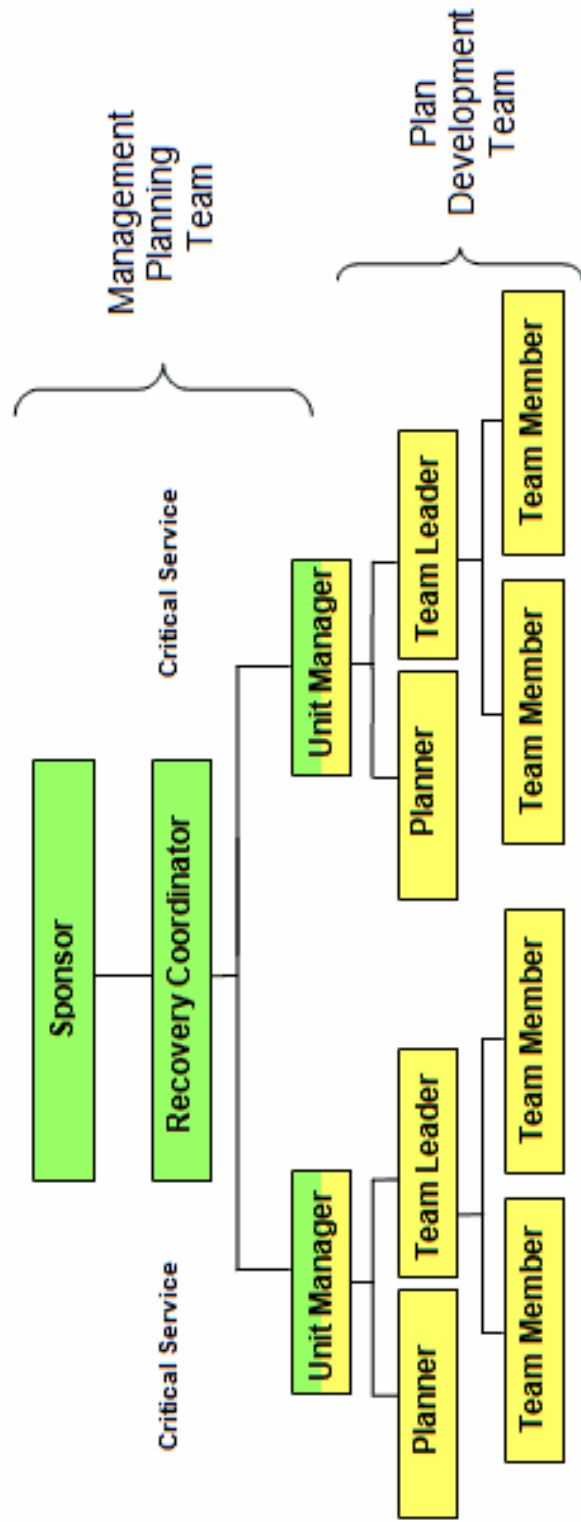 Sponsor
Management
Planning
Team
Recovery Coordinator
Critical Service
Critical Service
Unit Manager
Unit Manager
Planner
Team Leader
Planner
Team Leader
Plan
Development
Team
Team Member
Team Member
Team Member
Team Member